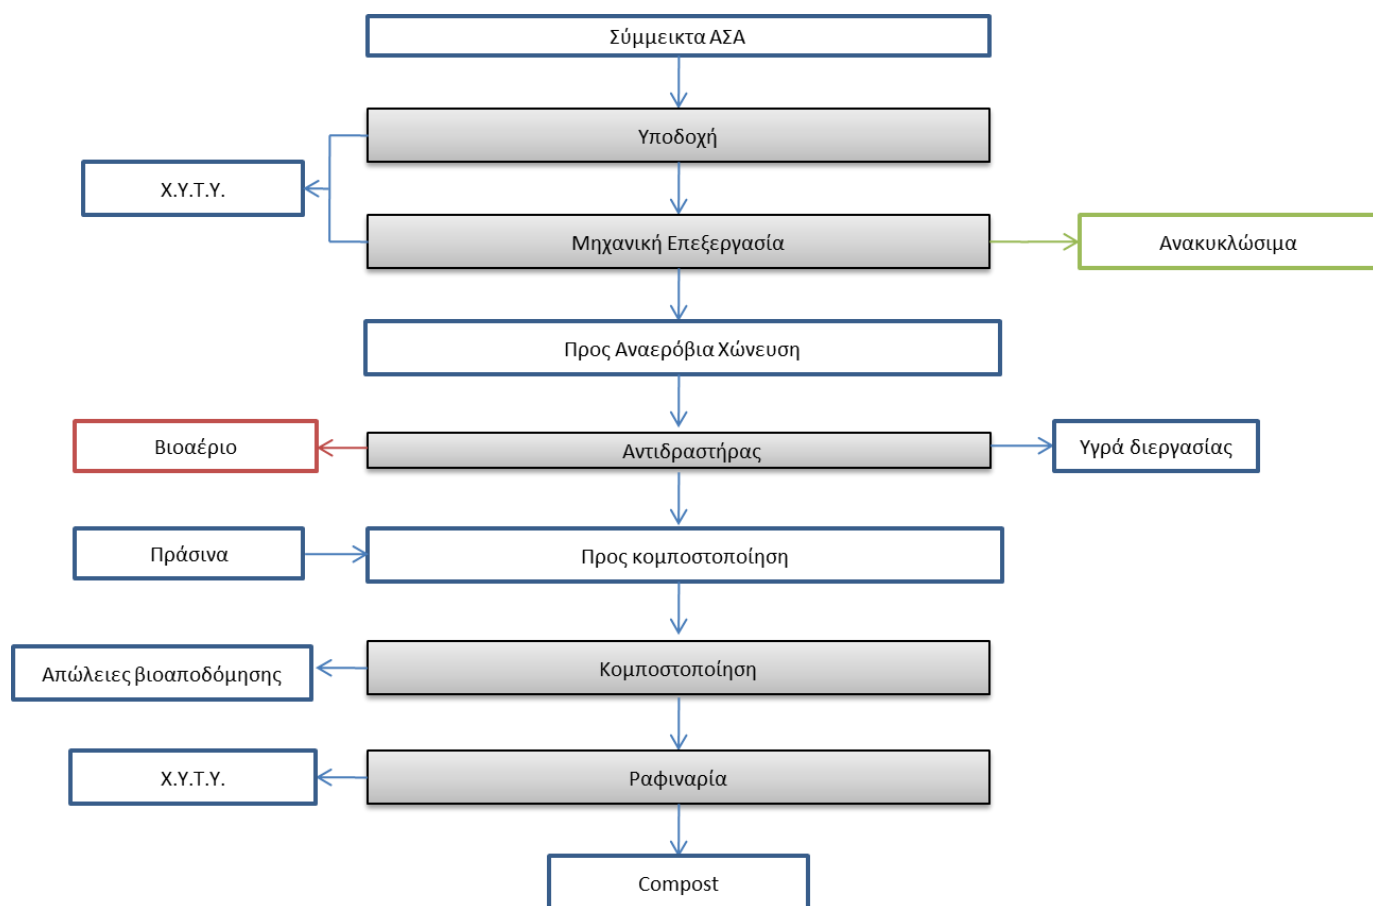 Σύμμεικτα ΑΣΑ
Υποδοχή
Χ.Υ.Τ.Υ.
Μηχανική Επεξεργασία
Ανακυκλώσιμα
Προς Αναερόβια Χώνευση
Βιοαέριο
Αντιδραστήρας
Υγρά διεργασίας
Πράσινα
Προς κομποστοποίηση
Απώλειες βιοαποδόμησης
Κομποστοποίηση
Χ.Υ.Τ.Υ.
Ραφιναρία
Compost